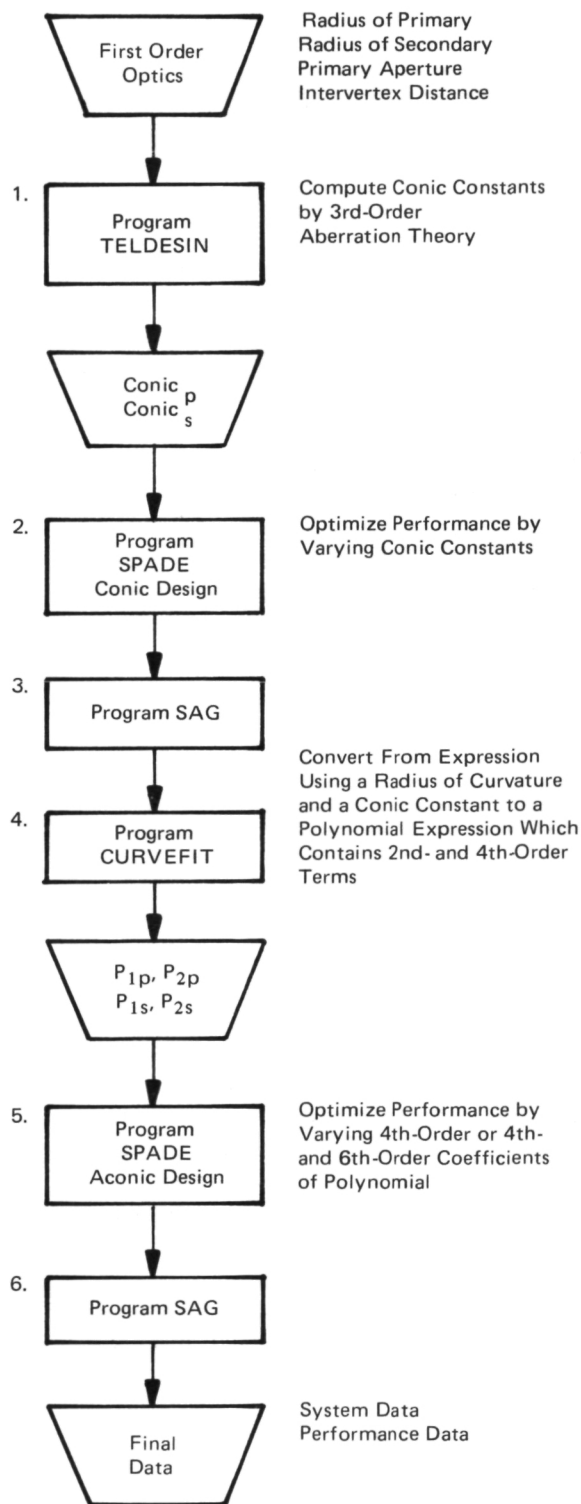 First Order
Optics
Radius of Primary
Radius of Secondary
Primary Aperture
Intervertex Distance
1.
Program
TELDESIN
Compute Conic Constants
by 3rd-Order
Aberration Theory
Conic p
Conic s
2.
Program
SPADE
Conic Design
Optimize Performance by
Varying Conic Constants
3.
Program SAG
4.
Program
CURVEFIT
Convert From Expression
Using a Radius of Curvature
and a Conic Constant to a
Polynomial Expression Which
Contains 2nd- and 4th-Order
Terms
P1p, P2p
P1s, P2s
5.
Program
SPADE
Aconic Design
Optimize Performance by
Varying 4th-Order or 4th-
and 6th-Order Coefficients
of Polynomial
6.
Program SAG
Final
Data
System Data
Performance Data